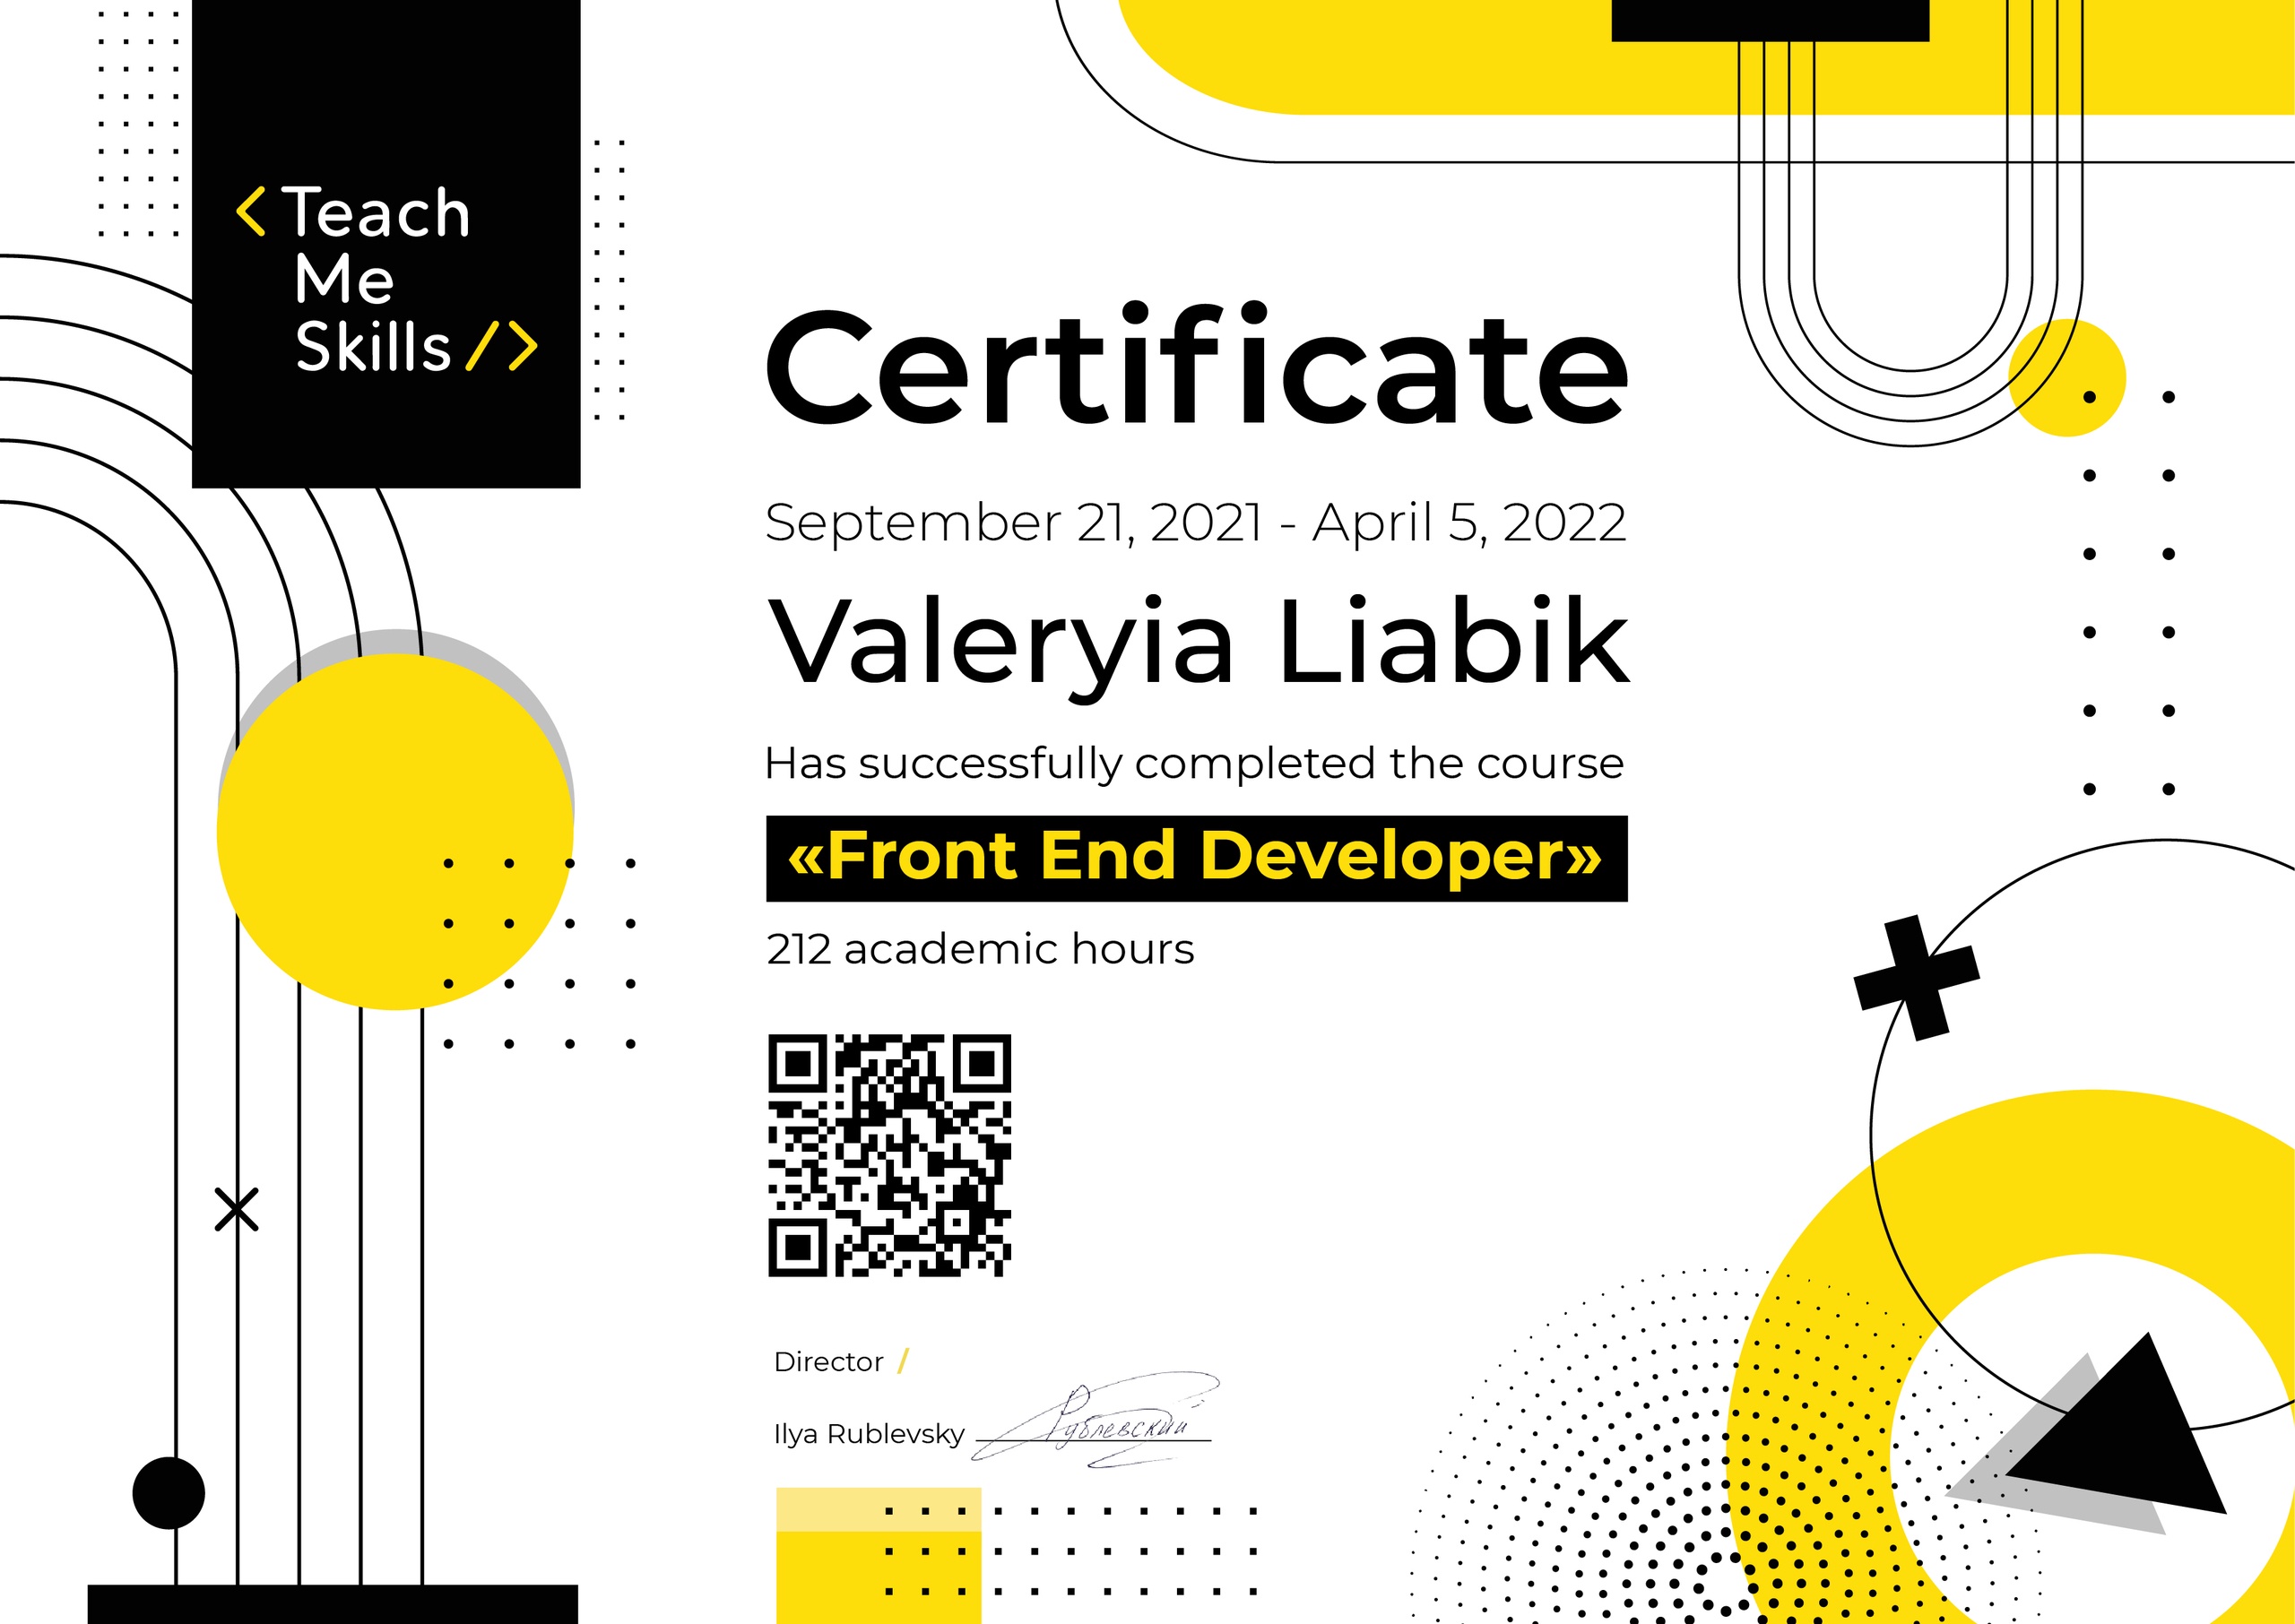 <Teach
Me
Skills/>
Certificate
September 21, 2021 - April 5, 2022
Valeryia Liabik
Has successfully completed the course
«Front End Developer»
212 academic hours
Director /
Ilya Rublevsky Рублевский